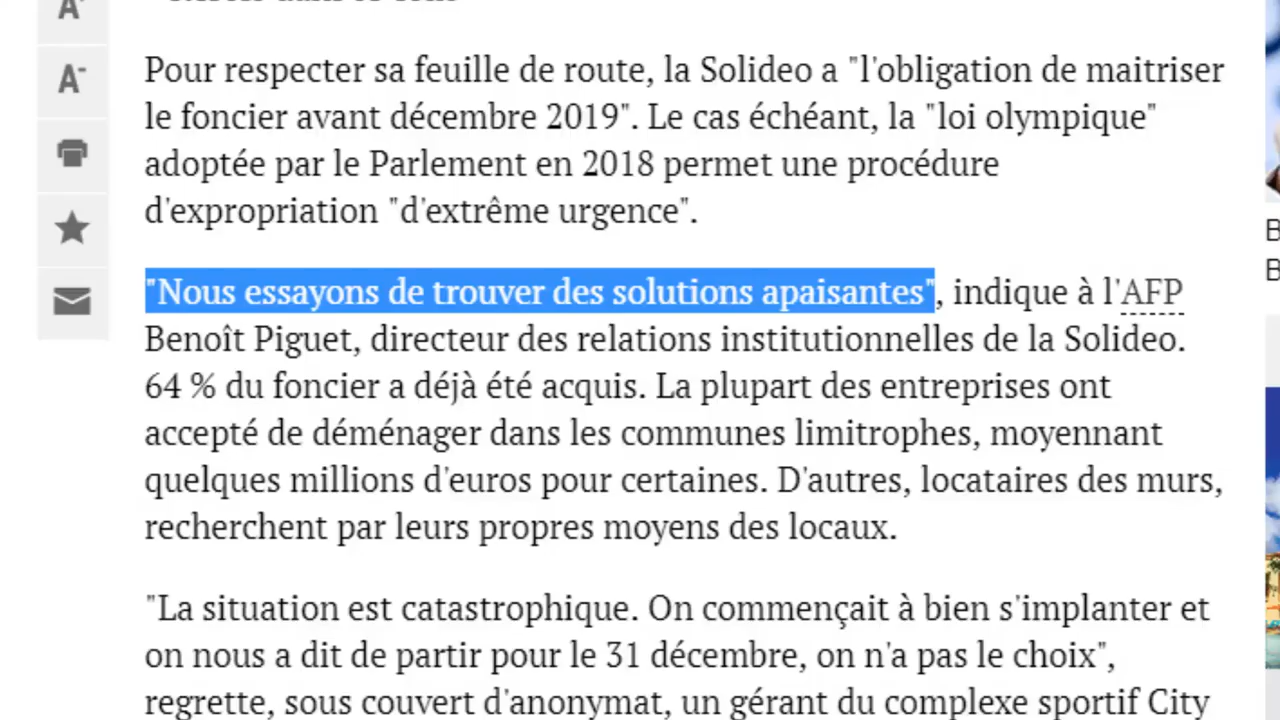 A+
A-
Pour respecter sa feuille de route, la Solideo a "l'obligation de maitriser
le foncier avant décembre 2019". Le cas échéant, la "loi olympique"
adoptée par le Parlement en 2018 permet une procédure
d'expropriation "d'extrême urgence".
"Nous essayons de trouver des solutions apaisantes", indique à l'AFP
Benoît Piguet, directeur des relations institutionnelles de la Solideo.
64 % du foncier a déjà été acquis. La plupart des entreprises ont
accepté de déménager dans les communes limitrophes, moyennant
quelques millions d'euros pour certaines. D'autres, locataires des murs,
recherchent par leurs propres moyens des locaux.
"La situation est catastrophique. On commençait à bien s'implanter et
on nous a dit de partir pour le 31 décembre, on n'a pas le choix",
regrette, sous couvert d'anonymat, un gérant du complexe sportif City
B
B